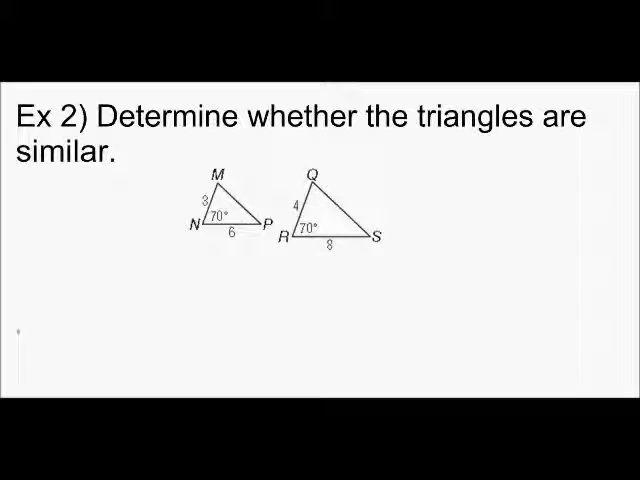 Ex 2) Determine whether the triangles are
similar.
M Q
3 4
N 70° P R 70° S
6 8